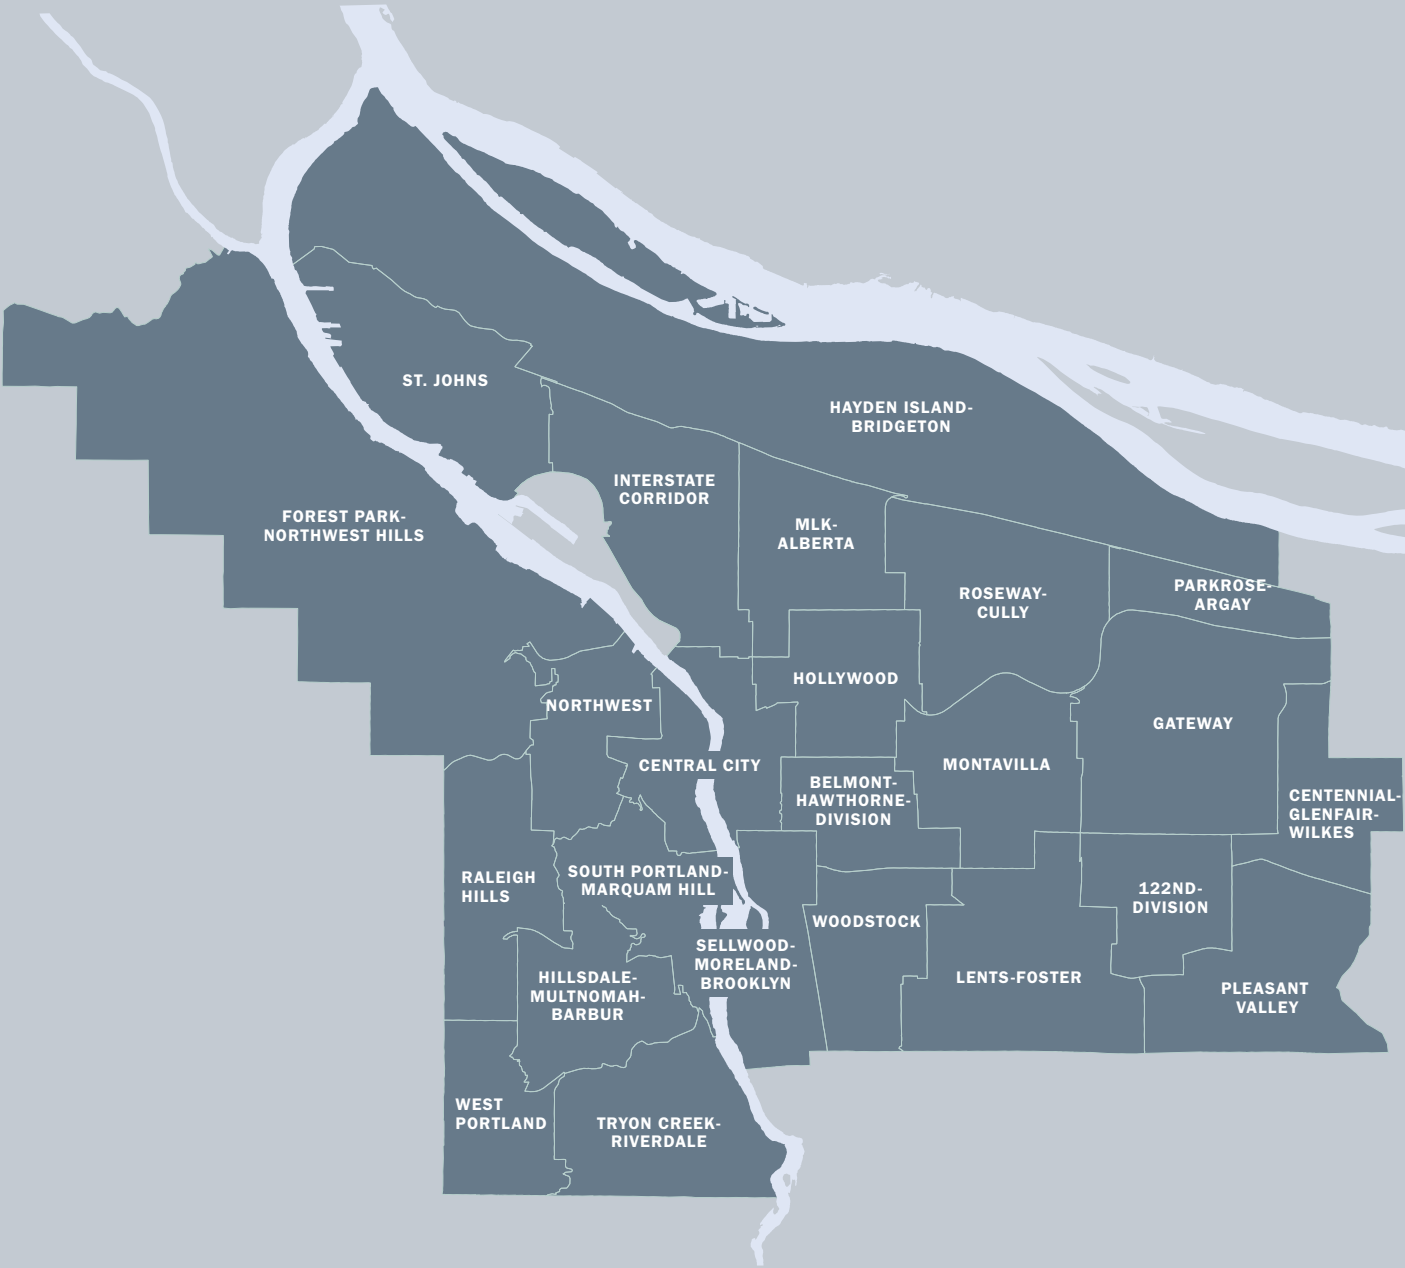 ST. JOHNS
HAYDEN ISLAND-
BRIDGETON
INTERSTATE
CORRIDOR
FOREST PARK-
NORTHWEST HILLS
MLK-
ALBERTA
ROSEWAY-
CULLY
PARKROSE-
ARGAY
HOLLYWOOD
NORTHWEST
GATEWAY
CENTRAL CITY
MONTAVILLA
BELMONT-
HAWTHORNE-
DIVISION
CENTENNIAL-
GLENFAIR-
WILKES
RALEIGH
HILLS
SOUTH PORTLAND-
MARQUAM HILL
122ND-
DIVISION
WOODSTOCK
SELLWOOD-
MORELAND-
BROOKLYN
HILLSDALE-
MULTNOMAH-
BARBUR
LENTS-FOSTER
PLEASANT
VALLEY
WEST
PORTLAND
TRYON CREEK-
RIVERDALE